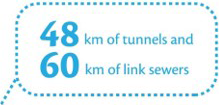 48 km of tunnels and
60 km of link sewers